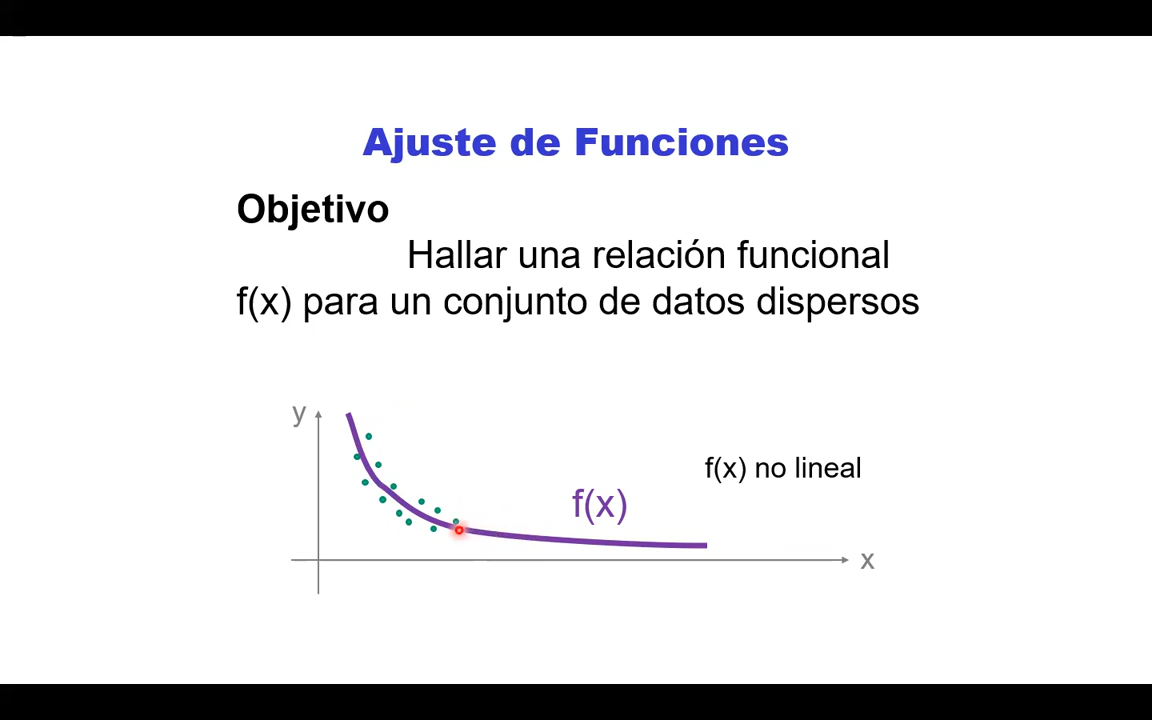 Ajuste de Funciones
Objetivo
Hallar una relación funcional
f(x) para un conjunto de datos dispersos
y
f(x) no lineal
f(x)
x